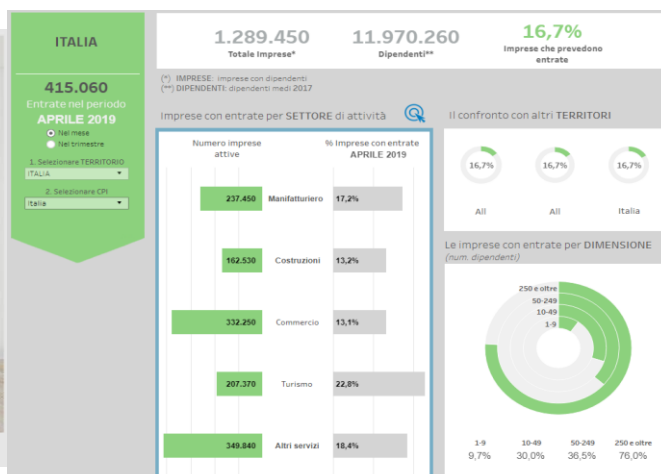 ITALIA
415.060
Entrate nel periodo
APRILE 2019
Nel mese
Nel trimestre
1. Selezionare TERRITORIO
ITALIA
2. Selezionare CPI
Italia
1.289.450
Totale Imprese*
11.970.260
Dipendenti**
16,7%
Imprese che prevedono
entrate
(*) IMPRESE: imprese con dipendenti
(**) DIPENDENTI: dipendenti medi 2017
Imprese con entrate per SETTORE di attività
Numero imprese
attive
% Imprese con entrate
APRILE 2019
237.450 Manifatturiero 17,2%
162.530 Costruzioni 13,2%
332.250 Commercio 13,1%
207.370 Turismo 22,8%
349.840 Altri servizi 18,4%
Il confronto con altri TERRITORI
16,7% 16,7% 16,7%
All All Italia
Le imprese con entrate per DIMENSIONE
(num. dipendenti)
250 e oltre
50-249
10-49
1-9
1-9 10-49 50-249 250 e oltre
9,7% 30,0% 36,5% 76,0%